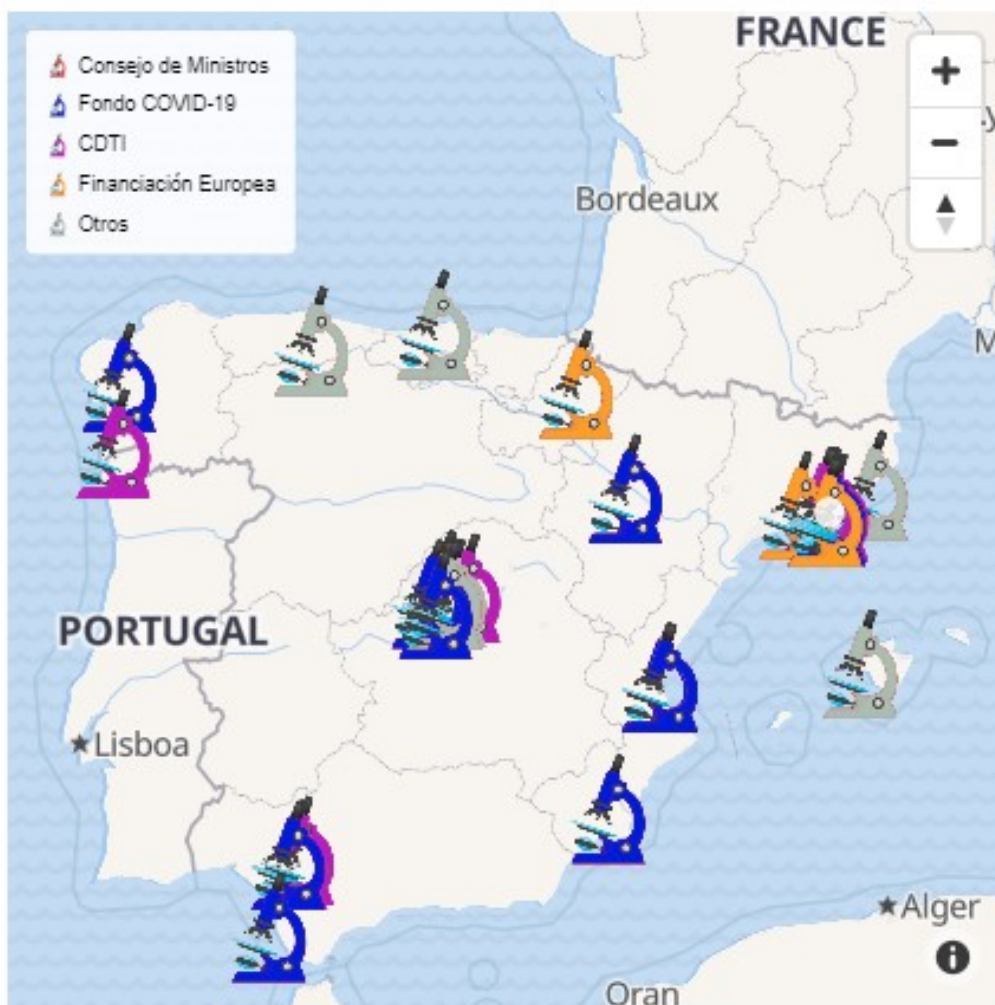 FRANCE
Consejo de Ministros
Fondo COVID-19
CDTI
Financiación Europea
Otros
Bordeaux
M
PORTUGAL
Lisboa
Alger
Oran